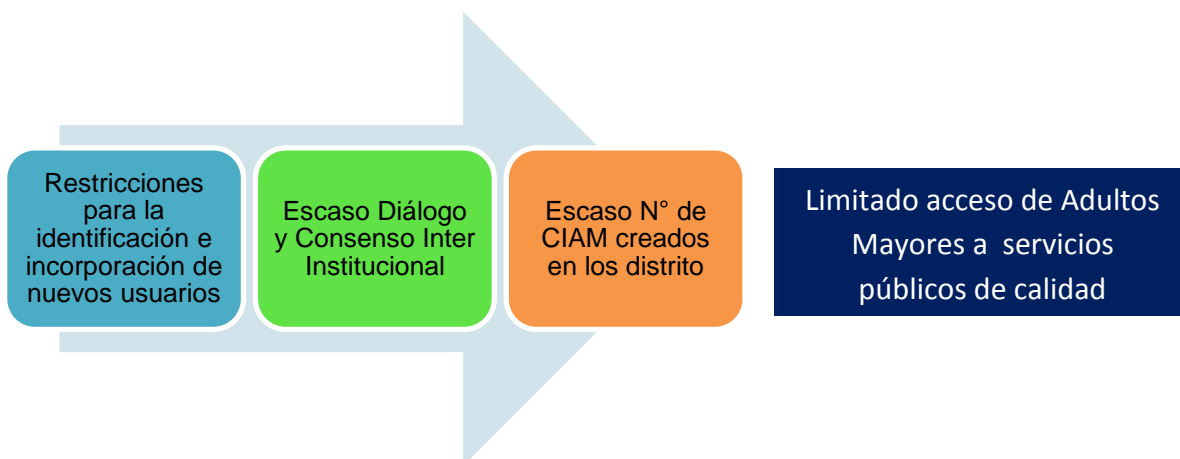 Restricciones
para la
identificación e
incorporación de
nuevos usuarios
Escaso Diálogo
y Consenso Inter
Institucional
Escaso N° de
CIAM creados
en los distrito
Limitado acceso de Adultos
Mayores a servicios
públicos de calidad